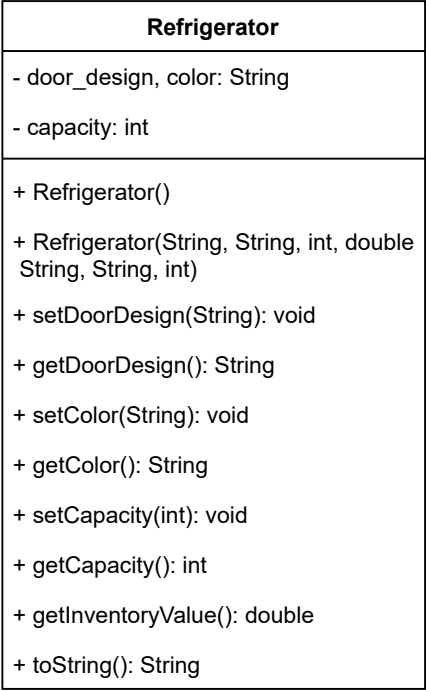 Refrigerator
- door_design, color: String
- capacity: int
+ Refrigerator()
+ Refrigerator(String, String, int, double
String, String, int)
+ setDoorDesign(String): void
+ getDoorDesign(): String
+ setColor(String): void
+ getColor(): String
+ setCapacity(int): void
+ getCapacity(): int
+ getInventoryValue(): double
+ toString(): String